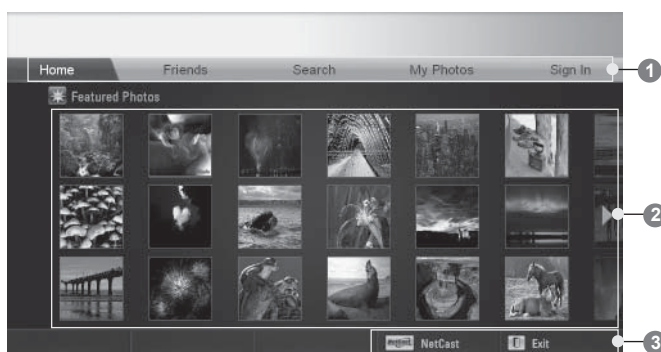 Home Friends Search My Photos Sign In
1
Featured Photos
2
NetCast Exit
3